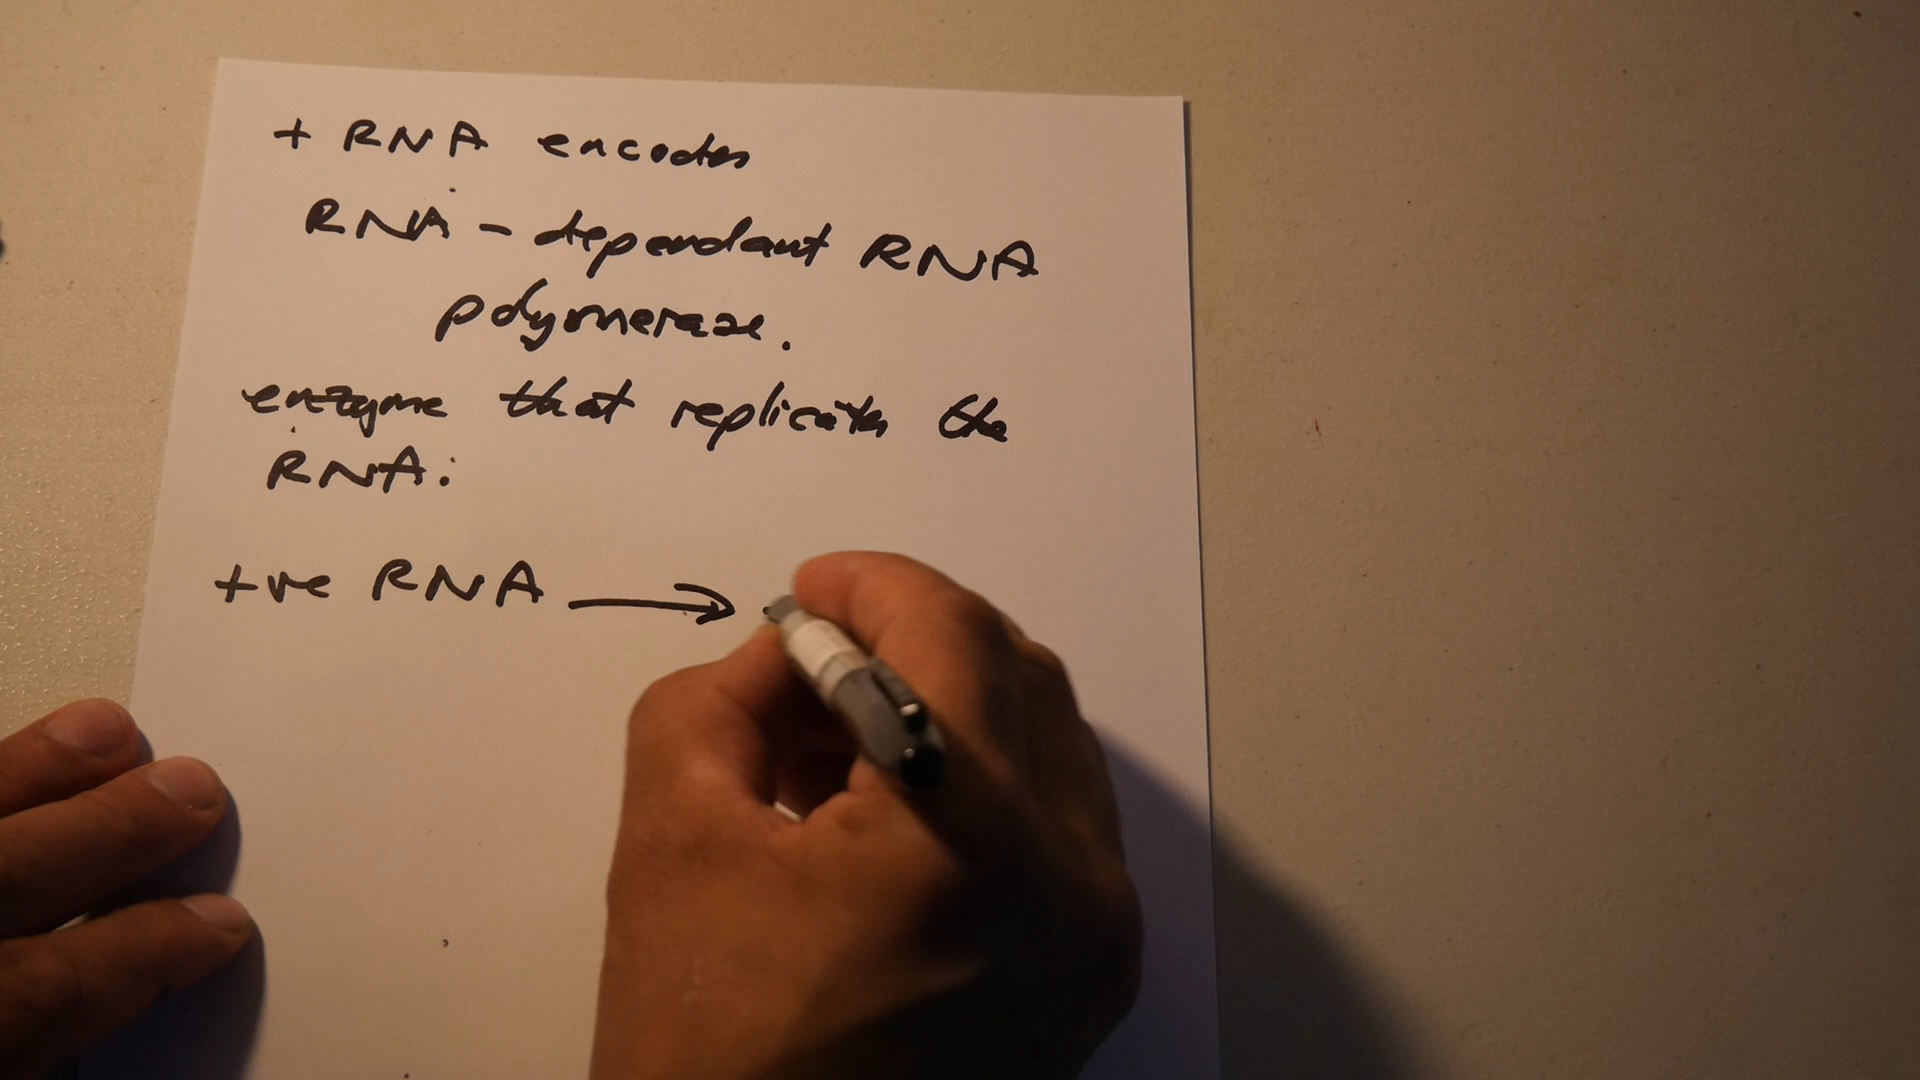 + RNA encodes
RNA - dependant RNA
polymerase.
enzyme that replicates the
RNA.
+ve RNA →